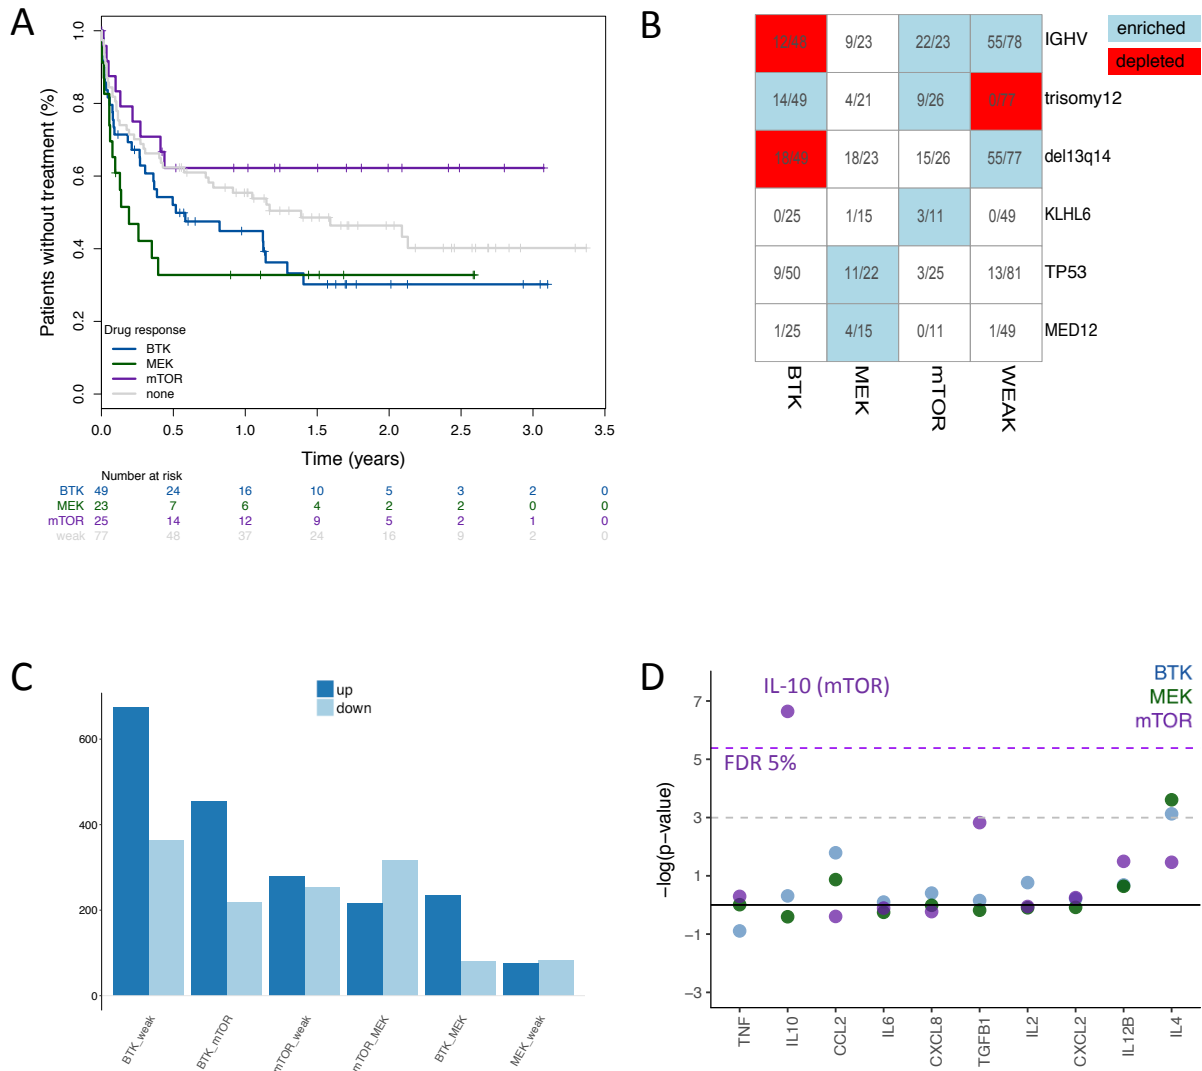 A
1.0
0.8
0.6
0.4
0.2
0.0
Patients without treatment (%)
Drug response
BTK
MEK
mTOR
none
0.0 0.5 1.0 1.5 2.0 2.5 3.0 3.5
Time (years)
Number at risk
BTK 49 24 16 10 5 3 2 0
MEK 23 7 6 4 2 2 0 0
mTOR 25 14 12 9 5 2 1 0
weak 77 48 37 24 16 9 2 0
B
enriched
depleted
12/48 9/23 22/23 55/78 IGHV
14/49 4/21 9/26 0/77 trisomy12
18/49 18/23 15/26 55/77 del13q14
0/25 1/15 3/11 0/49 KLHL6
9/50 11/22 3/25 13/81 TP53
1/25 4/15 0/11 1/49 MED12
BTK MEK mTOR WEAK
C
up
down
600
400
200
0
BTK_weak BTK_mTOR mTOR_weak mTOR_MEK BTK_MEK MEK_weak
D
BTK
MEK
mTOR
IL-10 (mTOR)
FDR 5%
7
5
3
1
-1
-3
-log(p-value)
TNF IL10 CCL2 IL6 CXCL8 TGFB1 IL2 CXCL2 IL12B IL4